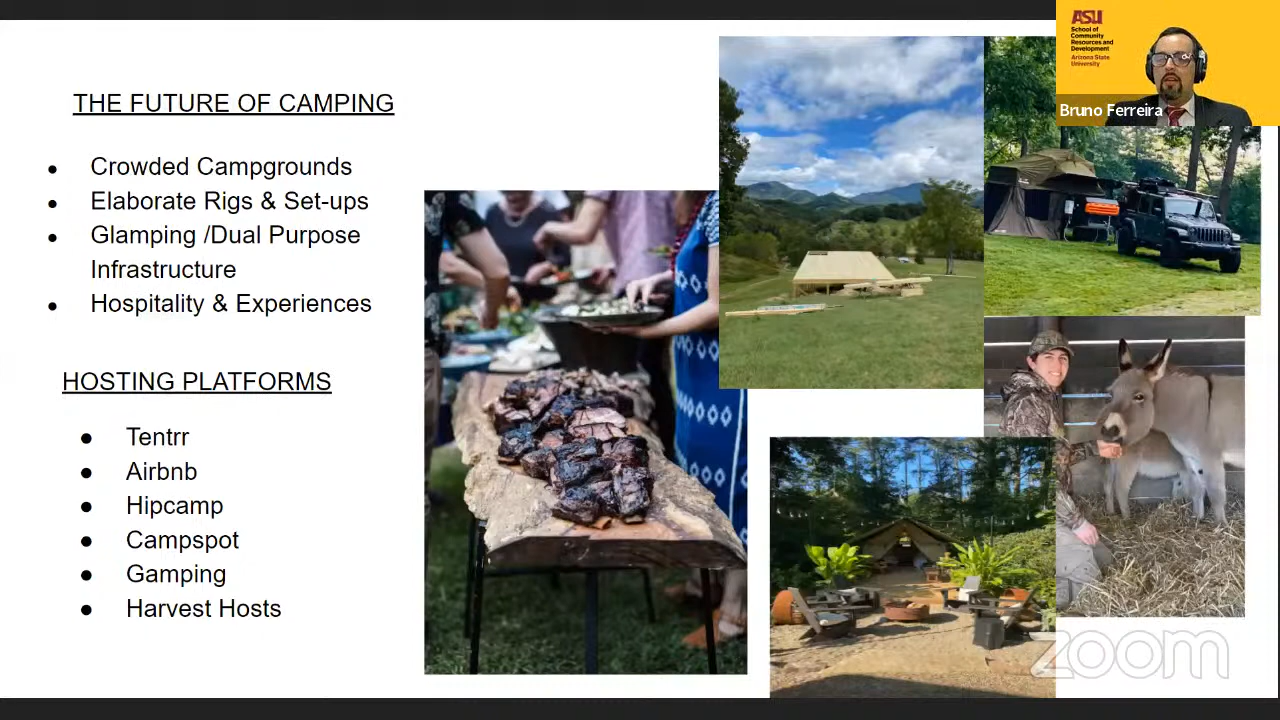 THE FUTURE OF CAMPING
● Crowded Campgrounds
● Elaborate Rigs & Set-ups
● Glamping /Dual Purpose
Infrastructure
● Hospitality & Experiences
HOSTING PLATFORMS
● Tentrr
● Airbnb
● Hipcamp
● Campspot
● Gamping
● Harvest Hosts
ASU
School of
Community
Resources and
Development
Arizona State
University
Bruno Ferreira
zoom